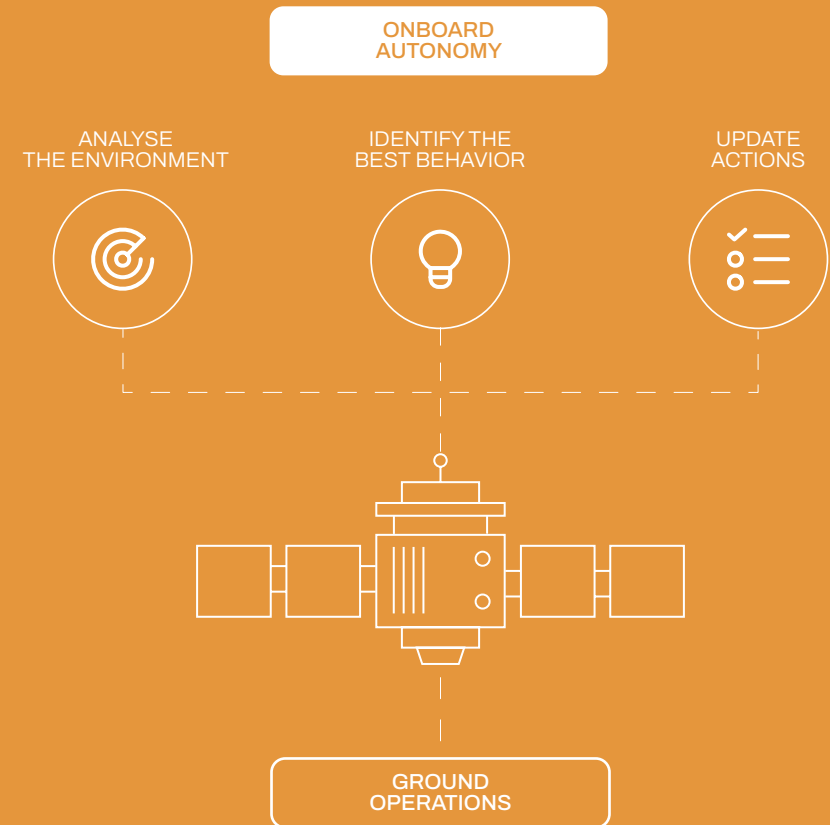 ONBOARD
AUTONOMY
ANALYSE
THE ENVIRONMENT
IDENTIFY THE
BEST BEHAVIOR
UPDATE
ACTIONS
GROUND
OPERATIONS